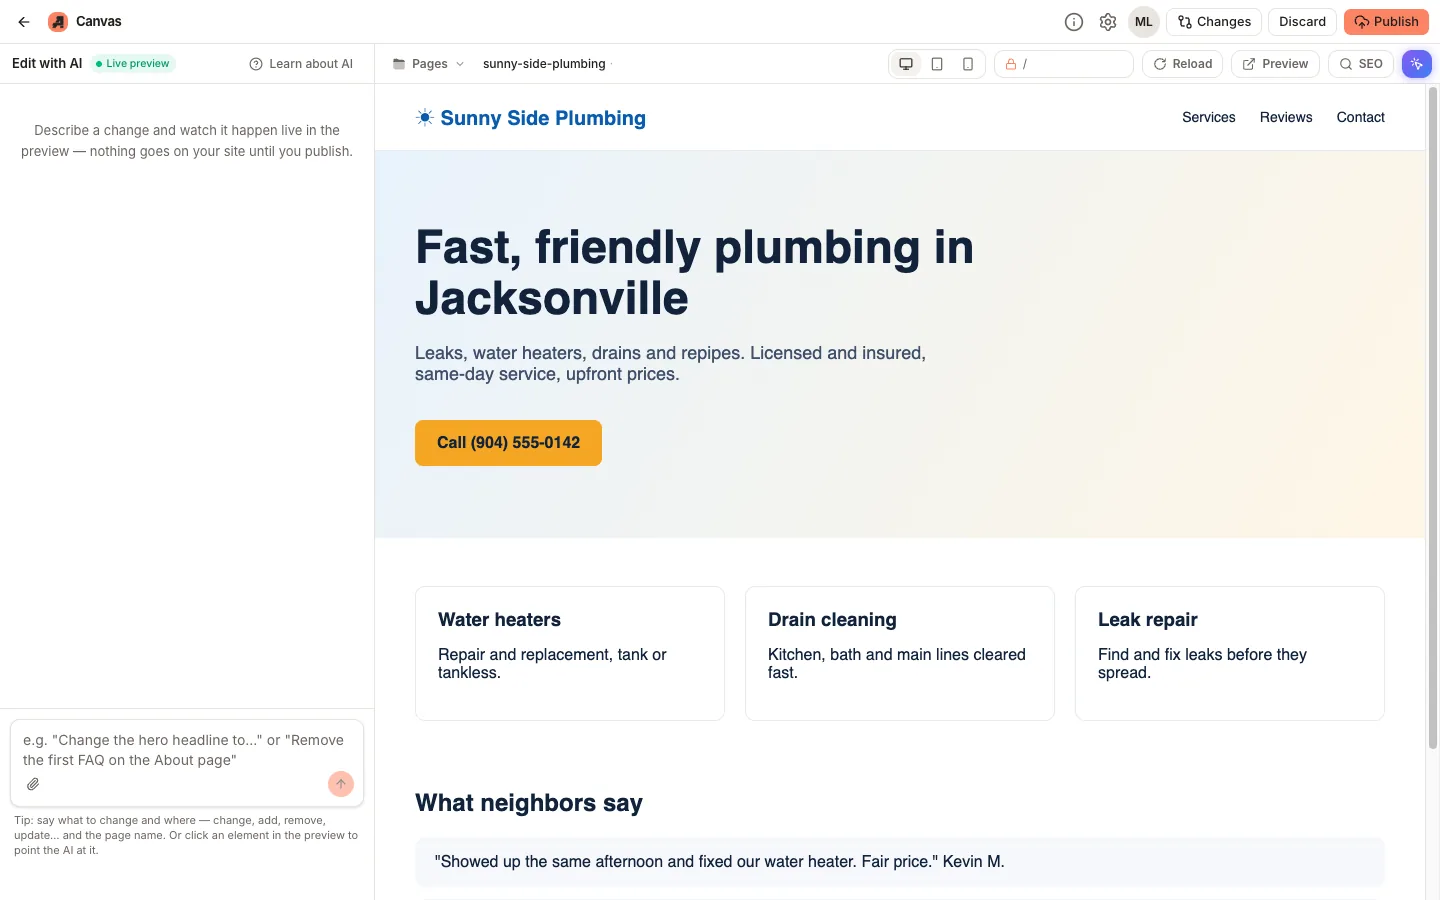 Canvas
ML
Changes
Discard
Publish
Edit with AI
Live preview
Learn about AI
Pages
sunny-side-plumbing
/
Reload
Preview
SEO
Describe a change and watch it happen live in the
preview — nothing goes on your site until you publish.
e.g. "Change the hero headline to..." or "Remove
the first FAQ on the About page"
Tip: say what to change and where — change, add, remove,
update... and the page name. Or click an element in the preview to
point the AI at it.
Sunny Side Plumbing
Services
Reviews
Contact
Fast, friendly plumbing in
Jacksonville
Leaks, water heaters, drains and repipes. Licensed and insured,
same-day service, upfront prices.
Call (904) 555-0142
Water heaters
Repair and replacement, tank or
tankless.
Drain cleaning
Kitchen, bath and main lines cleared
fast.
Leak repair
Find and fix leaks before they
spread.
What neighbors say
"Showed up the same afternoon and fixed our water heater. Fair price." Kevin M.